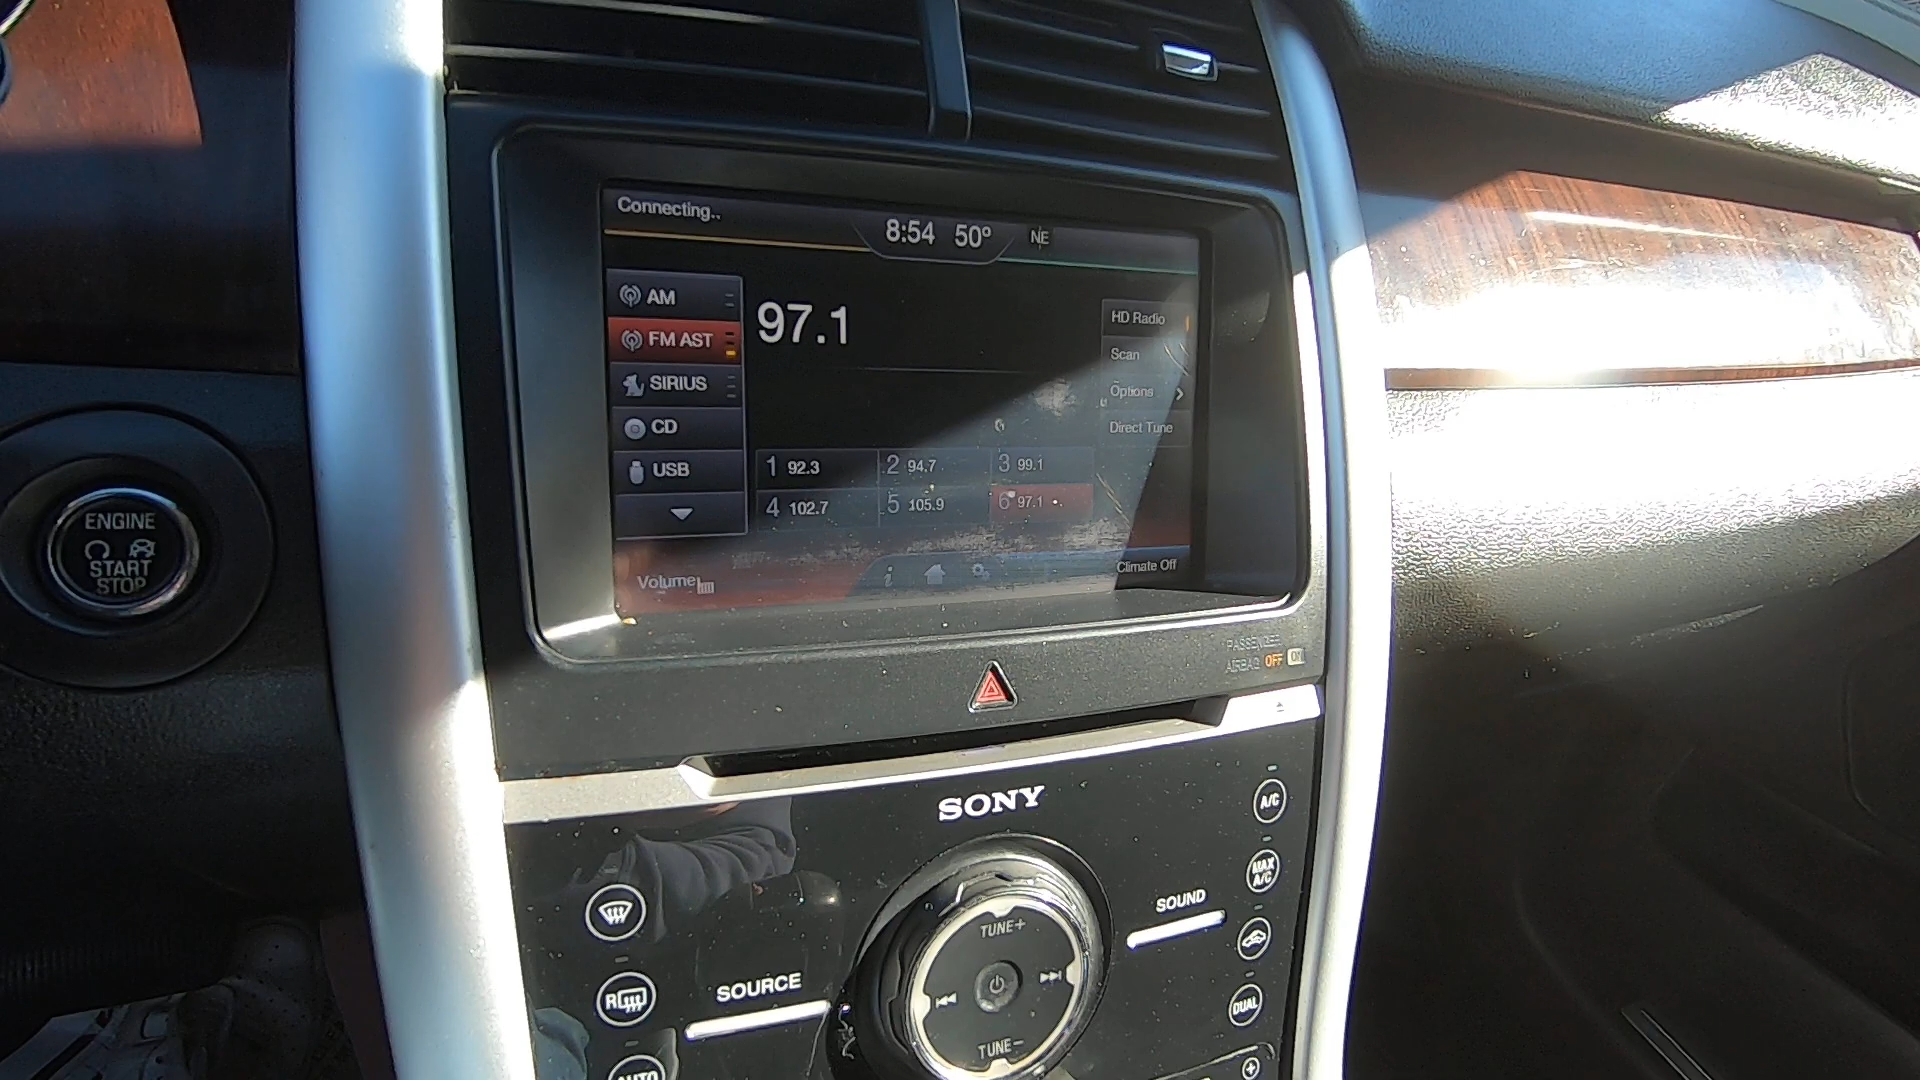 Connecting..
8:54 50° NE
AM
FM AST
SIRIUS
CD
USB
97.1
HD Radio
Scan
Options
Direct Tune
1 92.3 2 94.7 3 99.1
4 102.7 5 105.9 6 97.1
Volume
Climate Off
ENGINE
START
STOP
PASSENGER
AIRBAG OFF ON
SONY
A/C
MAX
A/C
SOUND
TUNE+
SOURCE
R
DUAL
TUNE-
AUTO